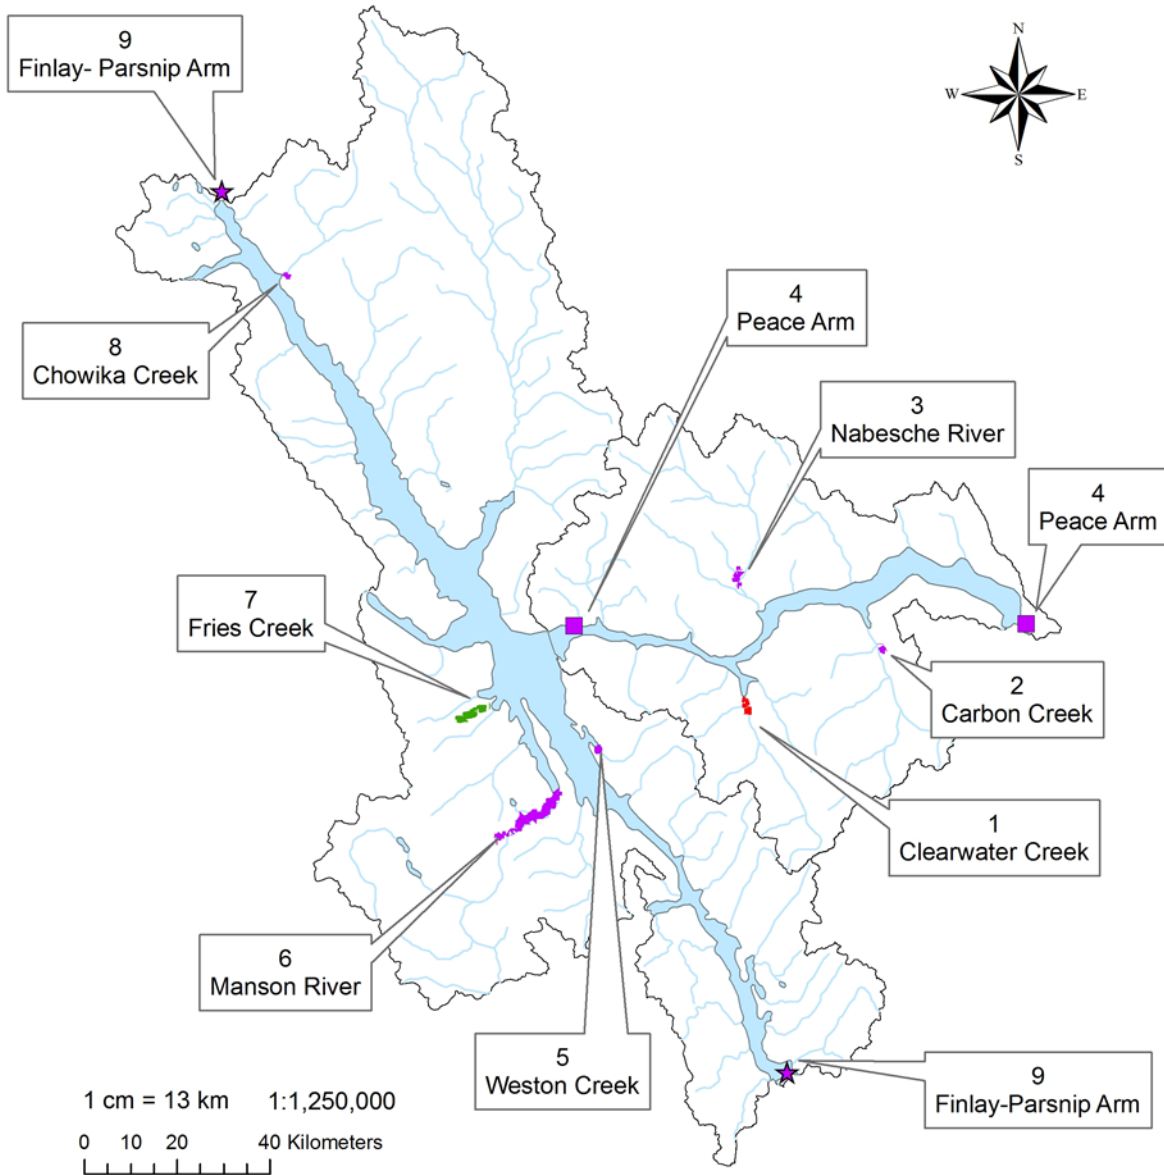 9
Finlay- Parsnip Arm
N
W
E
S
4
Peace Arm
8
Chowika Creek
3
Nabesche River
4
Peace Arm
7
Fries Creek
2
Carbon Creek
1
Clearwater Creek
6
Manson River
5
Weston Creek
9
Finlay-Parsnip Arm
1 cm = 13 km 1:1,250,000
0 10 20 40 Kilometers